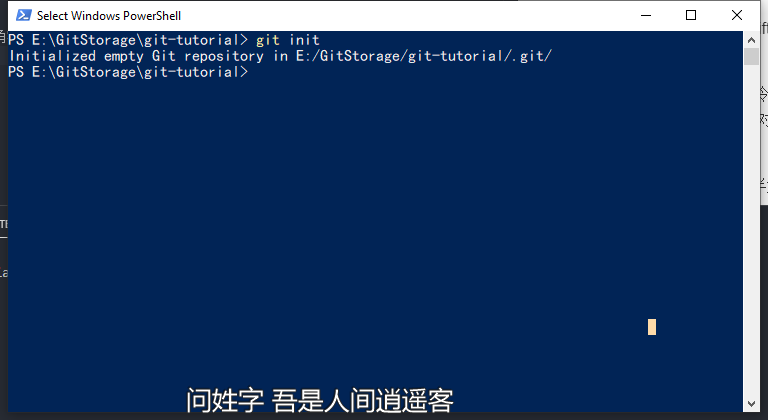 Select Windows PowerShell
PS E:\GitStorage\git-tutorial> git init
Initialized empty Git repository in E:/GitStorage/git-tutorial/.git/
PS E:\GitStorage\git-tutorial>
问姓字 吾是人间逍遥客